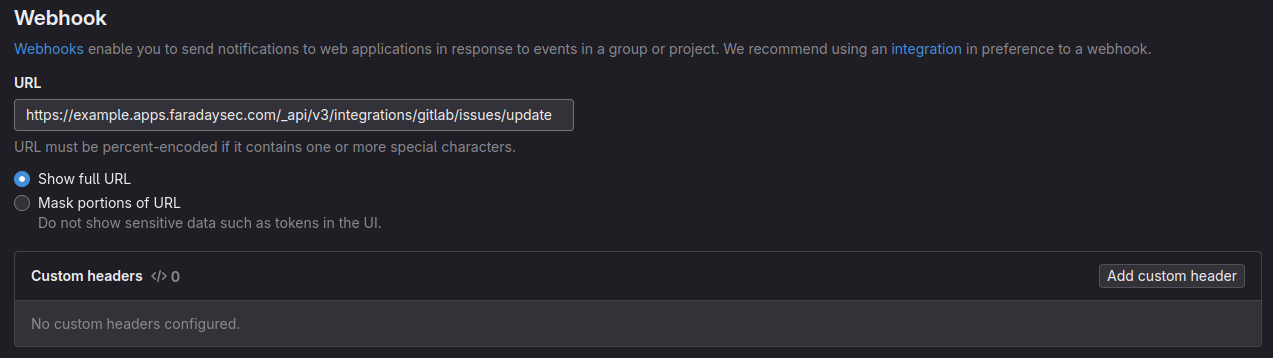 Webhook
Webhooks enable you to send notifications to web applications in response to events in a group or project. We recommend using an integration in preference to a webhook.
URL
https://example.apps.faradaysec.com/_api/v3/integrations/gitlab/issues/update
URL must be percent-encoded if it contains one or more special characters.
Show full URL
Mask portions of URL
Do not show sensitive data such as tokens in the UI.
Custom headers </> 0
Add custom header
No custom headers configured.